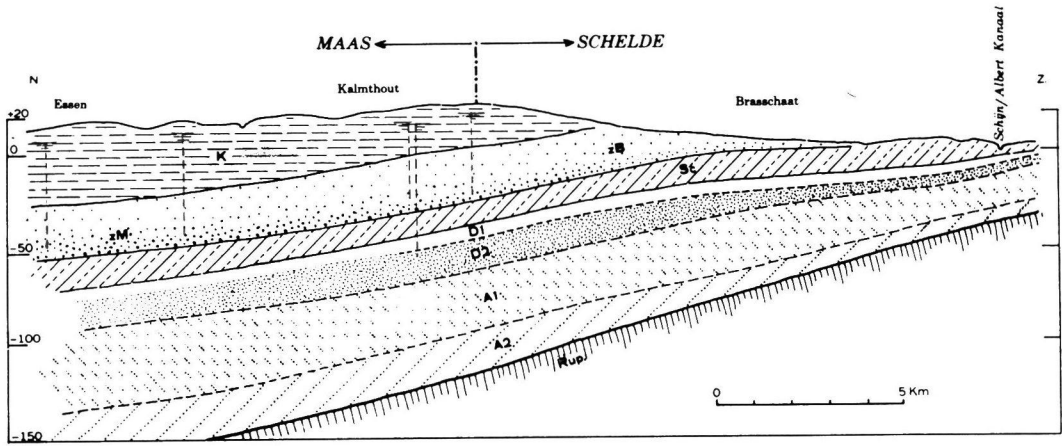 MAAS SCHELDE
N
Z.
Essen
Kalmthout
Brasschaat
Schijn/Albert Kanaal
+20
0
-50
-100
-150
K
zB
St
zM
D1
D2
A1
A2
Rup.
0 5 Km